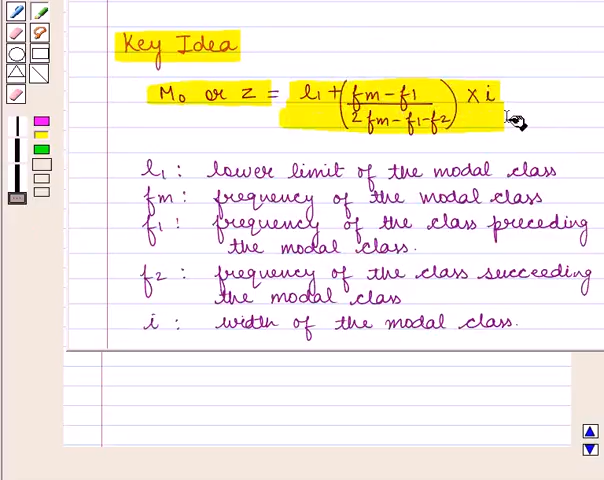 Key Idea
M₀ or z = l₁ + (fm - f₁ / 2fm - f₁ - f₂) × i
l₁ : lower limit of the modal class
fm : frequency of the modal class
f₁ : frequency of the class preceding
the modal class.
f₂ : frequency of the class succeeding
the modal class
i : width of the modal class.